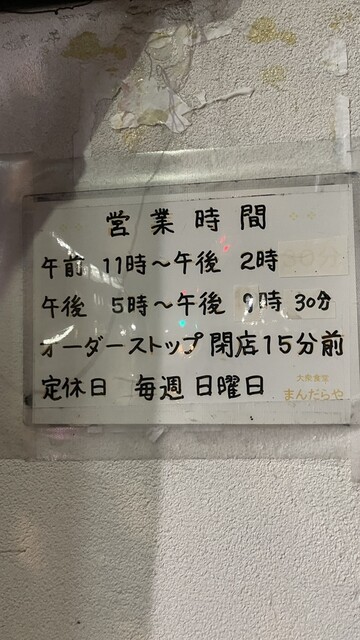 営業時間
午前 11時～午後 2時
午後 5時～午後 9時 30分
オーダーストップ 閉店15分前
定休日 毎週 日曜日
大衆食堂
まんだらや